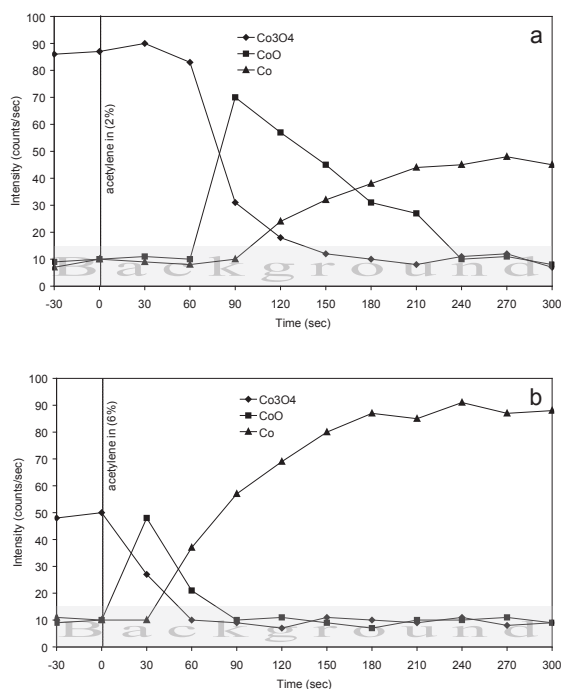 100
90
80
70
60
50
40
30
20
10
0
Intensity (counts/sec)
acetylene in (2%)
Co3O4
CoO
Co
a
Background
-30 0 30 60 90 120 150 180 210 240 270 300
Time (sec)
100
90
80
70
60
50
40
30
20
10
0
Intensity (counts/sec)
acetylene in (6%)
Co3O4
CoO
Co
b
Background
-30 0 30 60 90 120 150 180 210 240 270 300
Time (sec)